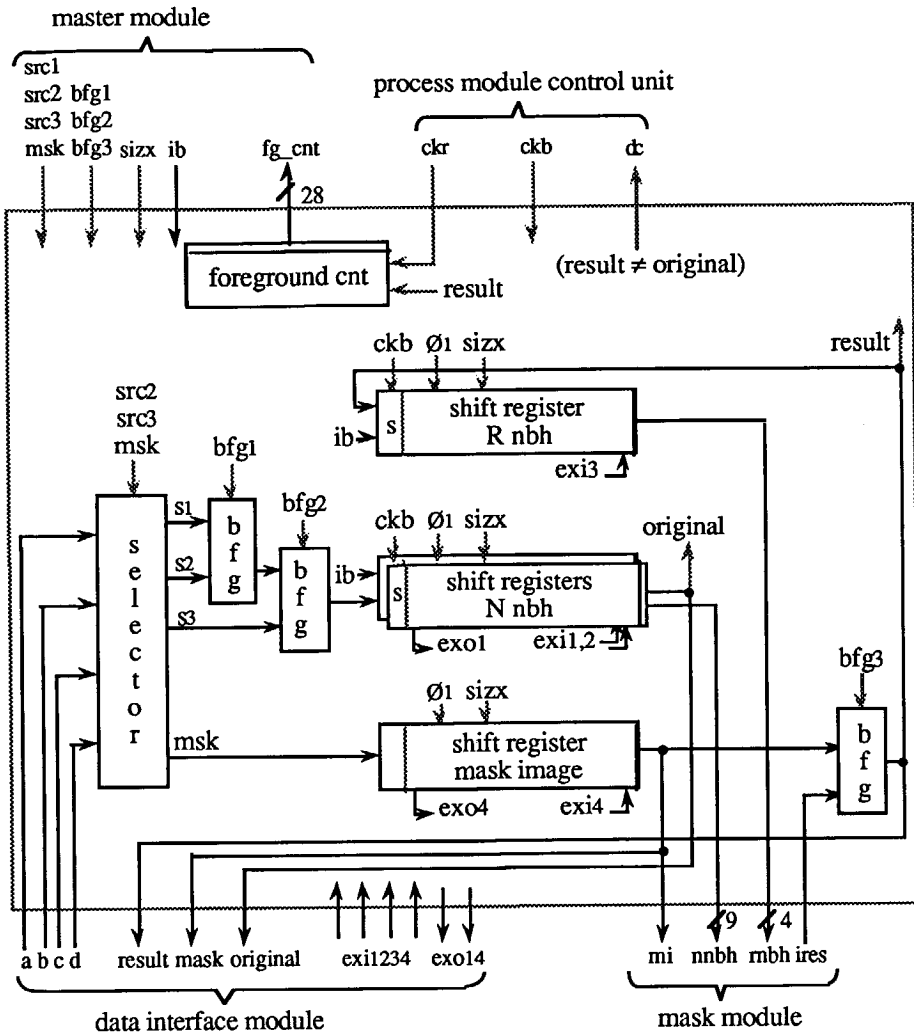 master module
src1
src2 bfg1
src3 bfg2
msk bfg3 sizx ib
fg_cnt
28
process module control unit
ckr ckb dc
foreground cnt
result
(result ≠ original)
result
ckb Ø1 sizx
ib
s
shift register
R nbh
exi3
src2
src3
msk
bfg1
bfg2
selector
s1
s2
s3
msk
bfg
bfg
ckb Ø1 sizx
ib
s
shift registers
N nbh
exo1
exi1,2
original
Ø1 sizx
shift register
mask image
exo4
exi4
bfg3
bfg
9
4
a b c d
result mask original
exi1234
exo14
mi nnbh rnbh ires
data interface module
mask module